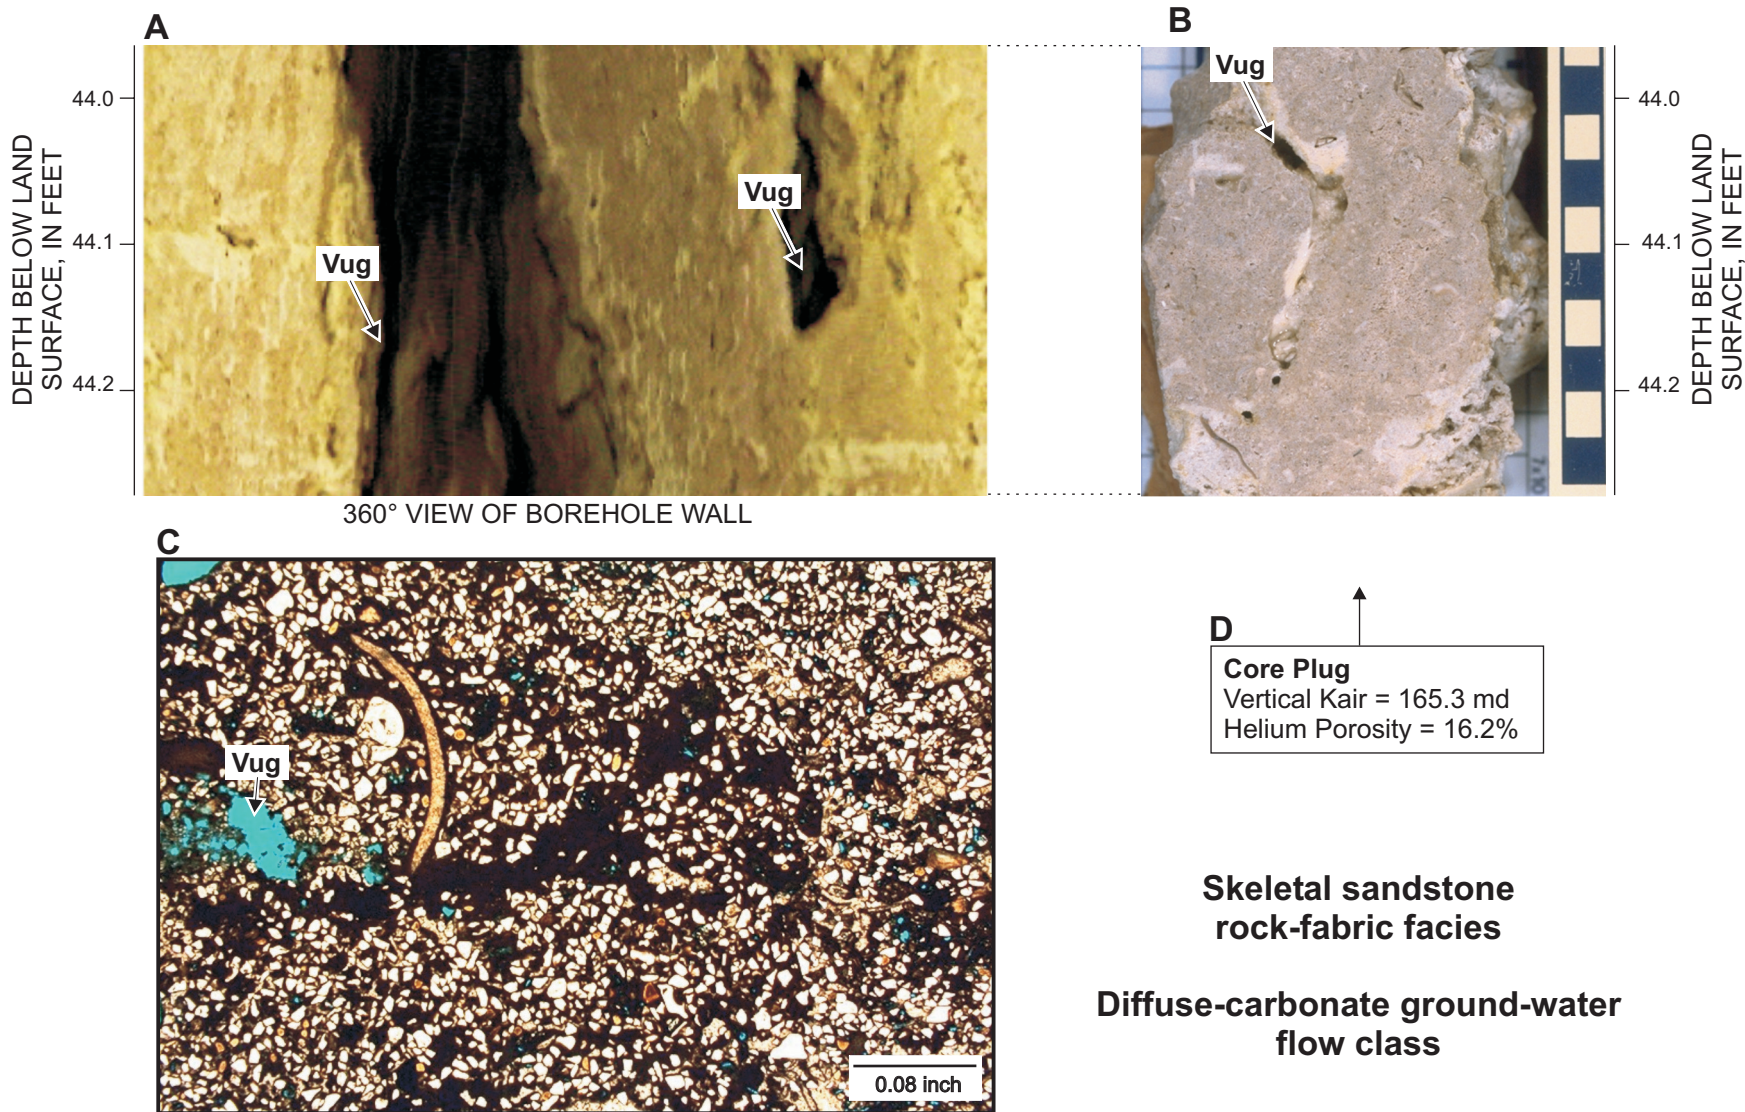 A
B
44.0
44.1
44.2
DEPTH BELOW LAND
SURFACE, IN FEET
Vug
Vug
Vug
44.0
44.1
44.2
DEPTH BELOW LAND
SURFACE, IN FEET
360° VIEW OF BOREHOLE WALL
C
Vug
0.08 inch
D
Core Plug
Vertical Kair = 165.3 md
Helium Porosity = 16.2%
Skeletal sandstone
rock-fabric facies
Diffuse-carbonate ground-water
flow class